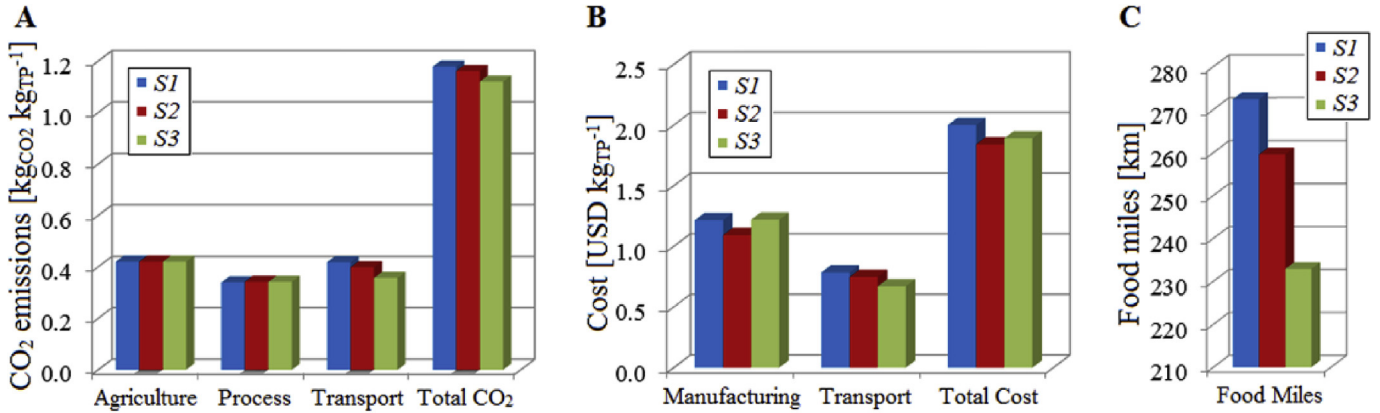 A
CO₂ emissions [kgCO₂ kgTP⁻¹]
1.2
1.0
0.8
0.6
0.4
0.2
0.0
S1
S2
S3
Agriculture Process Transport Total CO₂
B
Cost [USD kgTP⁻¹]
2.5
2.0
1.5
1.0
0.5
0.0
S1
S2
S3
Manufacturing Transport Total Cost
C
Food miles [km]
280
270
260
250
240
230
220
210
S1
S2
S3
Food Miles